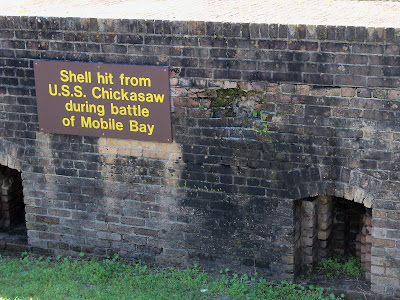 Shell hit from
U.S.S. Chickasaw
during battle
of Mobile Bay